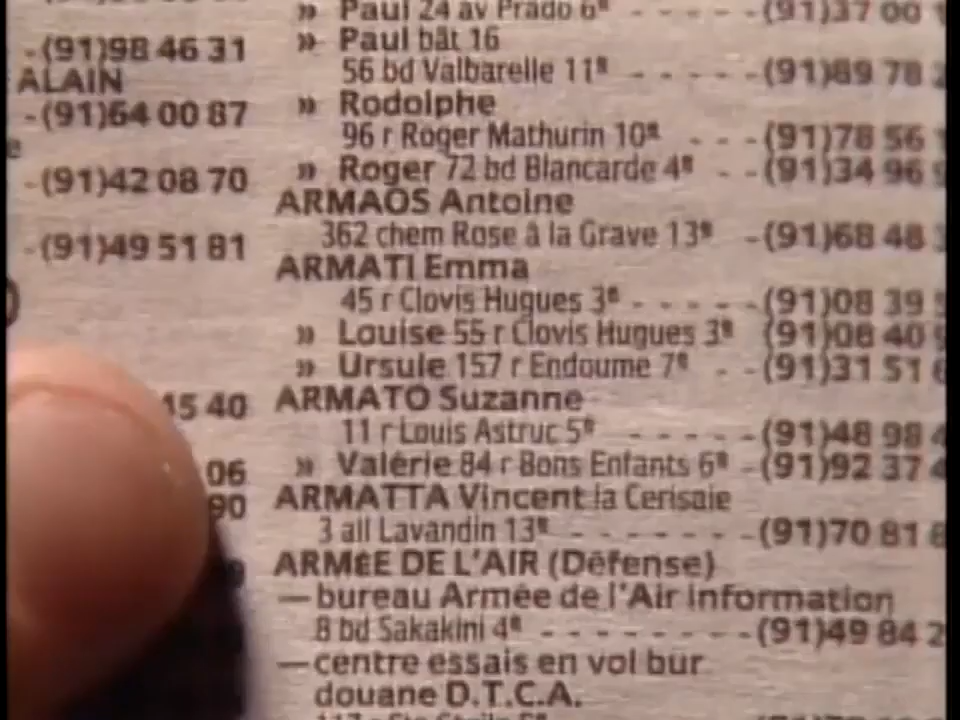 -(91)98 46 31
ALAIN
-(91)64 00 87
e
-(91)42 08 70
-(91)49 51 81
15 40
06
90
» Paul 24 av Prado 6e - - - - - -(91)37 00
» Paul bât 16
56 bd Valbarelle 11e - - - - -(91)89 78
» Rodolphe
96 r Roger Mathurin 10e - - -(91)78 56
» Roger 72 bd Blancarde 4e - -(91)34 96
ARMAOS Antoine
362 chem Rose à la Grave 13e -(91)68 48
ARMATI Emma
45 r Clovis Hugues 3e - - - - -(91)08 39
» Louise 55 r Clovis Hugues 3e (91)08 40
» Ursule 157 r Endoume 7e - -(91)31 51
ARMATO Suzanne
11 r Louis Astruc 5e - - - - -(91)48 98
» Valérie 84 r Bons Enfants 6e -(91)92 37
ARMATTA Vincent la Cerisaie
3 all Lavandin 13e - - - - - - -(91)70 81
ARMÉE DE L'AIR (Défense)
—bureau Armée de l'Air information
8 bd Sakakini 4e - - - - - - - -(91)49 84
—centre essais en vol bur
douane D.T.C.A.